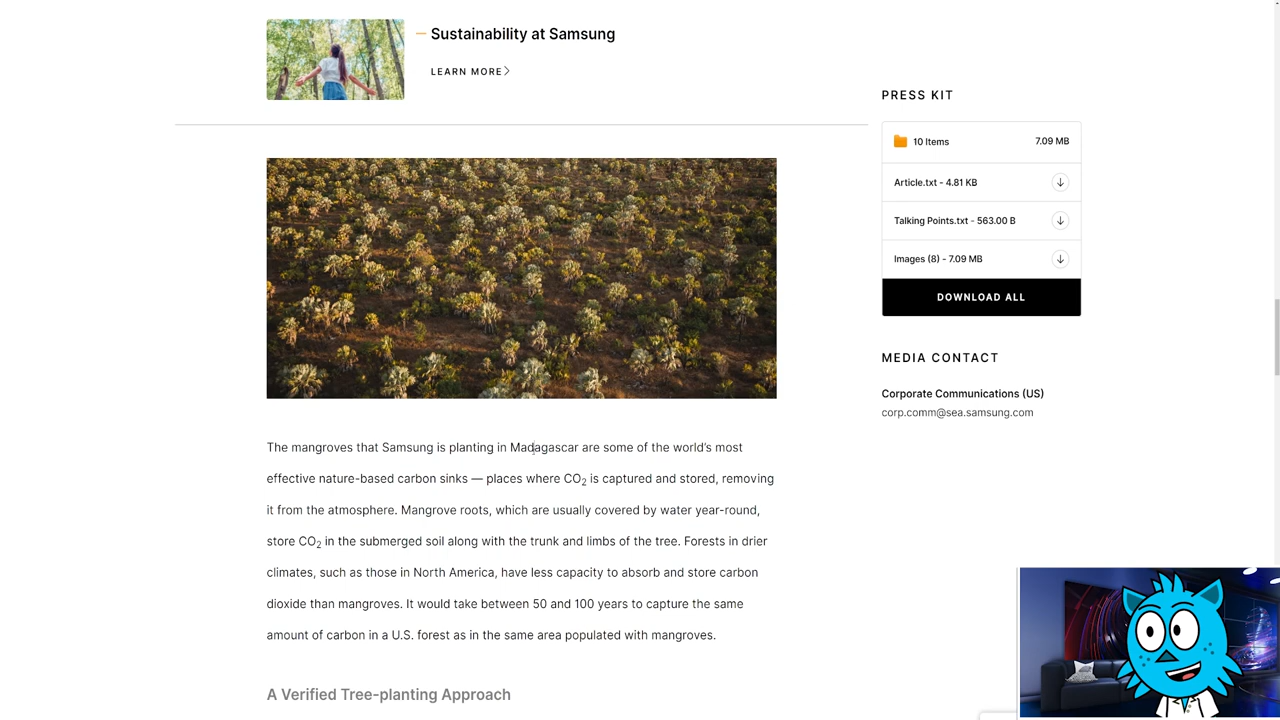 Sustainability at Samsung
LEARN MORE
PRESS KIT
10 Items 7.09 MB
Article.txt - 4.81 KB
Talking Points.txt - 563.00 B
Images (8) - 7.09 MB
DOWNLOAD ALL
MEDIA CONTACT
Corporate Communications (US)
corp.comm@sea.samsung.com
The mangroves that Samsung is planting in Madagascar are some of the world’s most
effective nature-based carbon sinks — places where CO₂ is captured and stored, removing
it from the atmosphere. Mangrove roots, which are usually covered by water year-round,
store CO₂ in the submerged soil along with the trunk and limbs of the tree. Forests in drier
climates, such as those in North America, have less capacity to absorb and store carbon
dioxide than mangroves. It would take between 50 and 100 years to capture the same
amount of carbon in a U.S. forest as in the same area populated with mangroves.
A Verified Tree-planting Approach